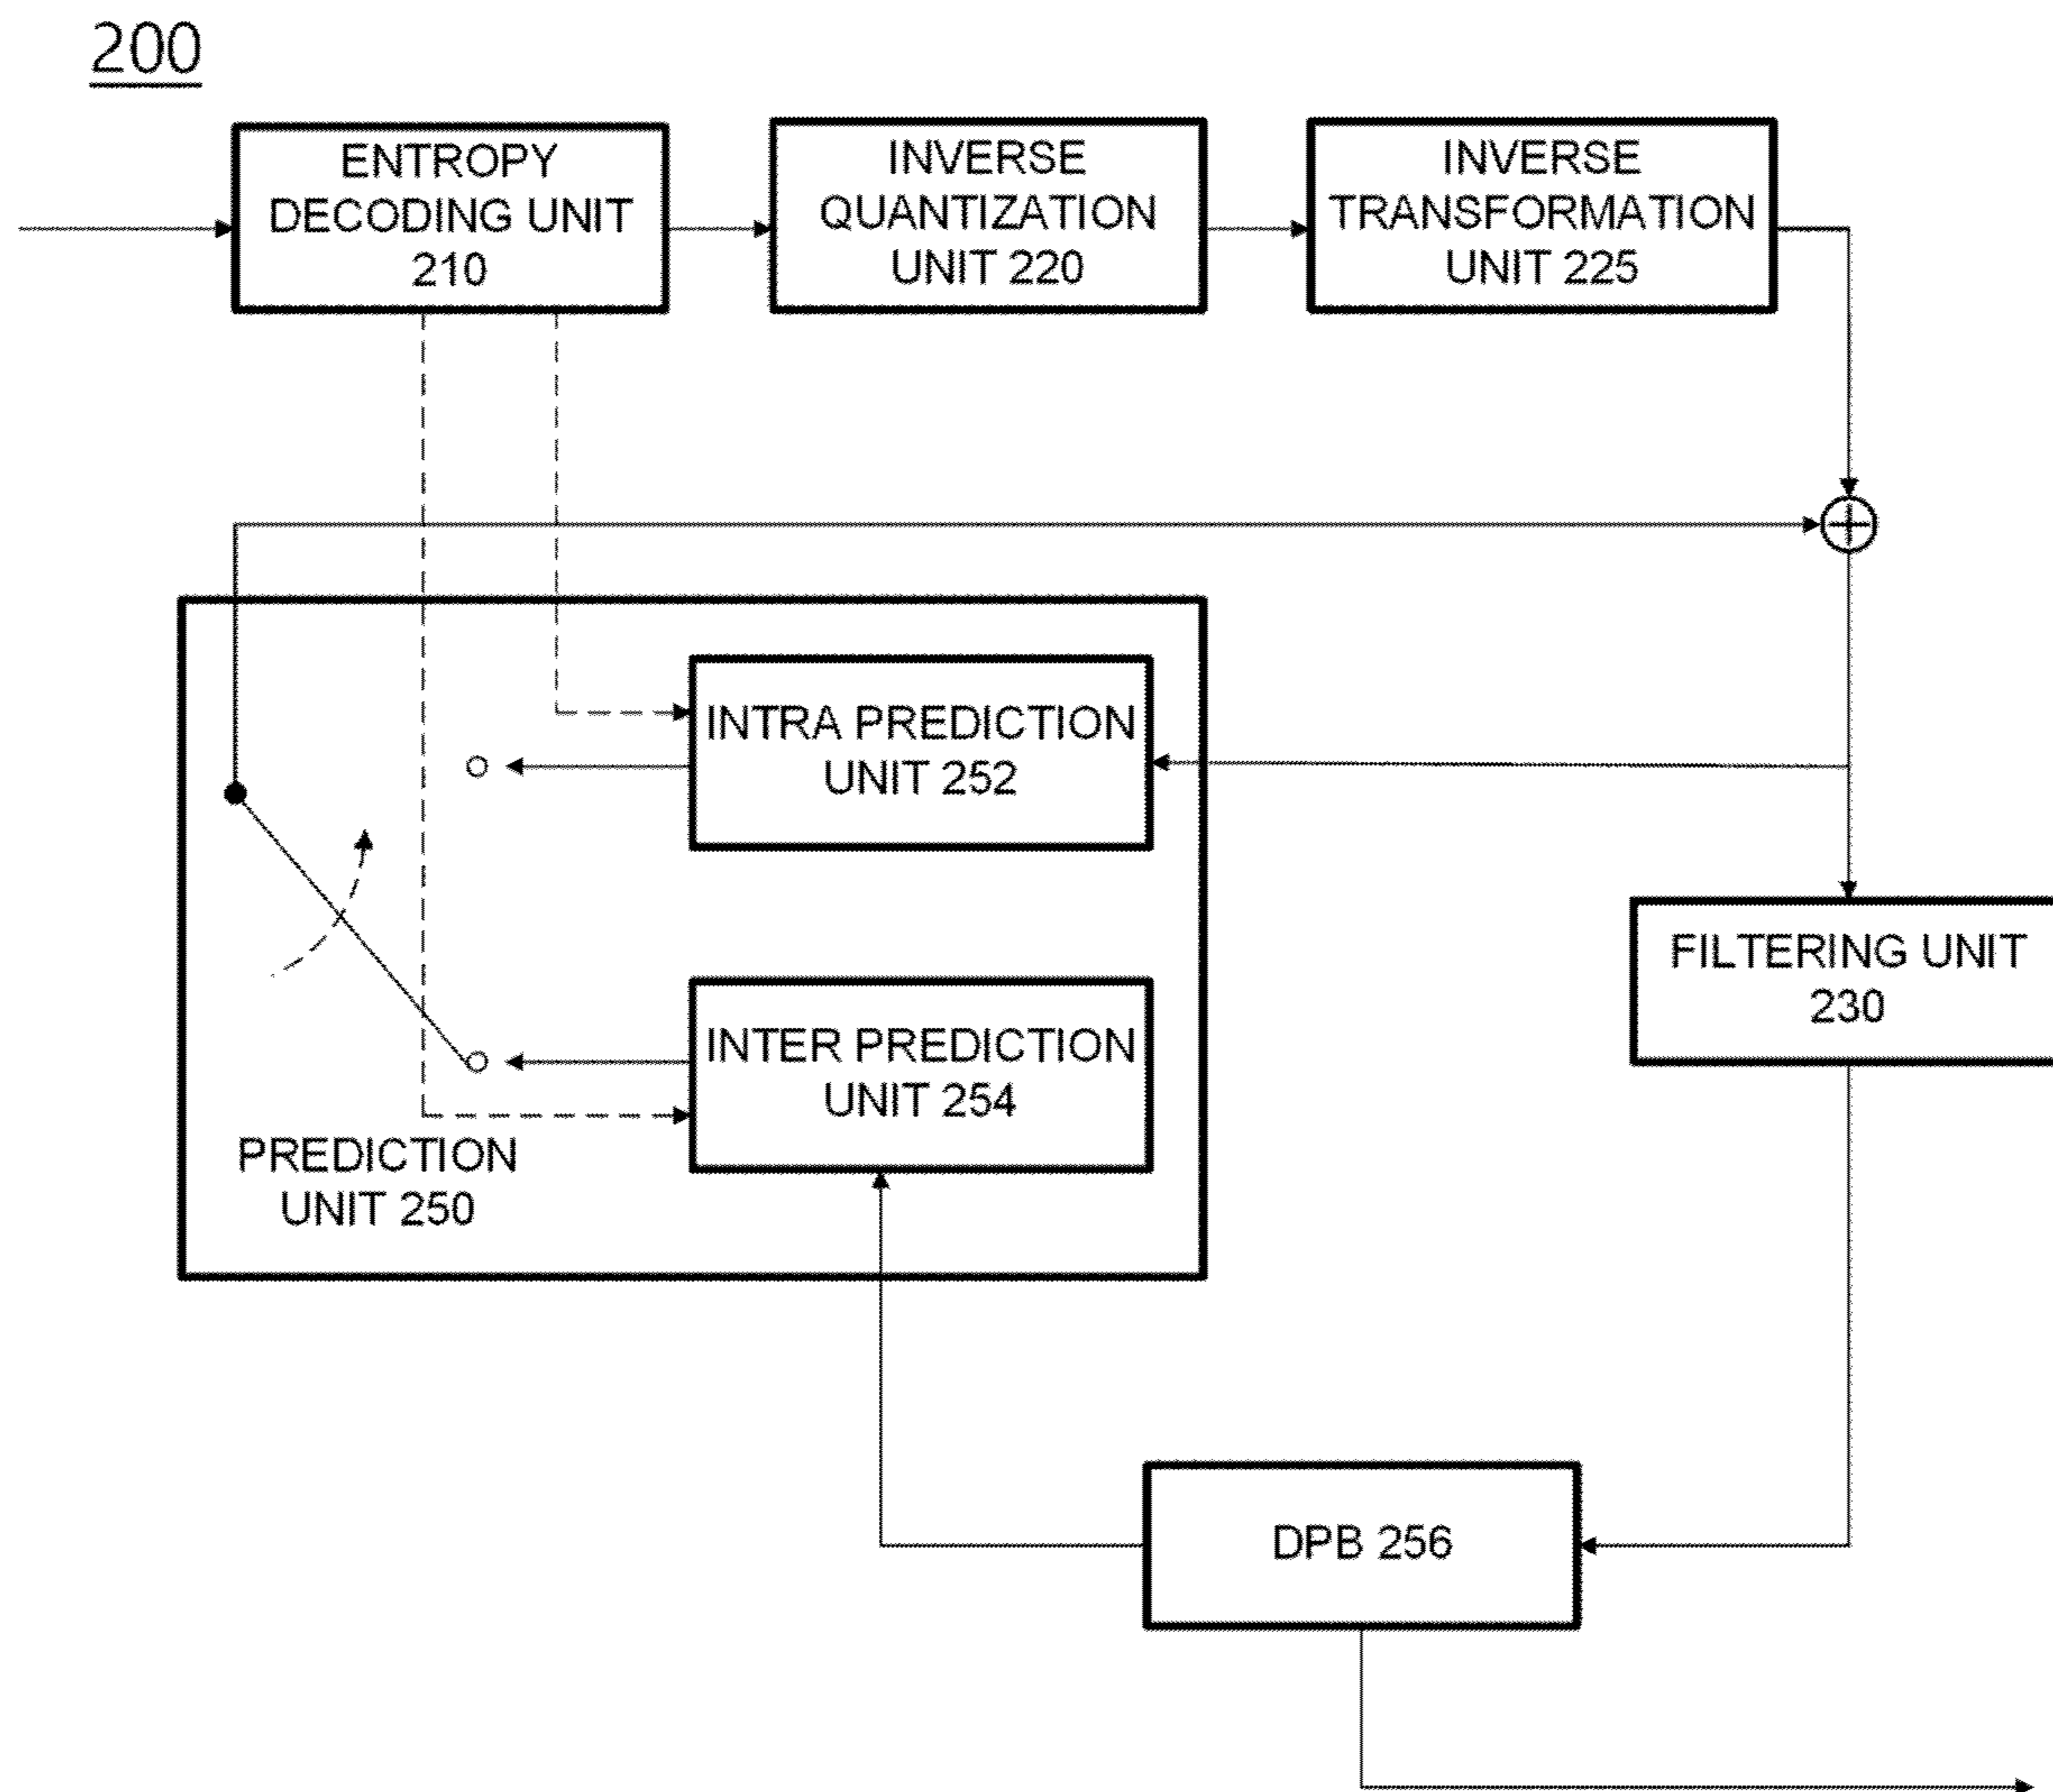 200
ENTROPY
DECODING UNIT
210
INVERSE
QUANTIZATION
UNIT 220
INVERSE
TRANSFORMATION
UNIT 225
INTRA PREDICTION
UNIT 252
FILTERING UNIT
230
INTER PREDICTION
UNIT 254
PREDICTION
UNIT 250
DPB 256